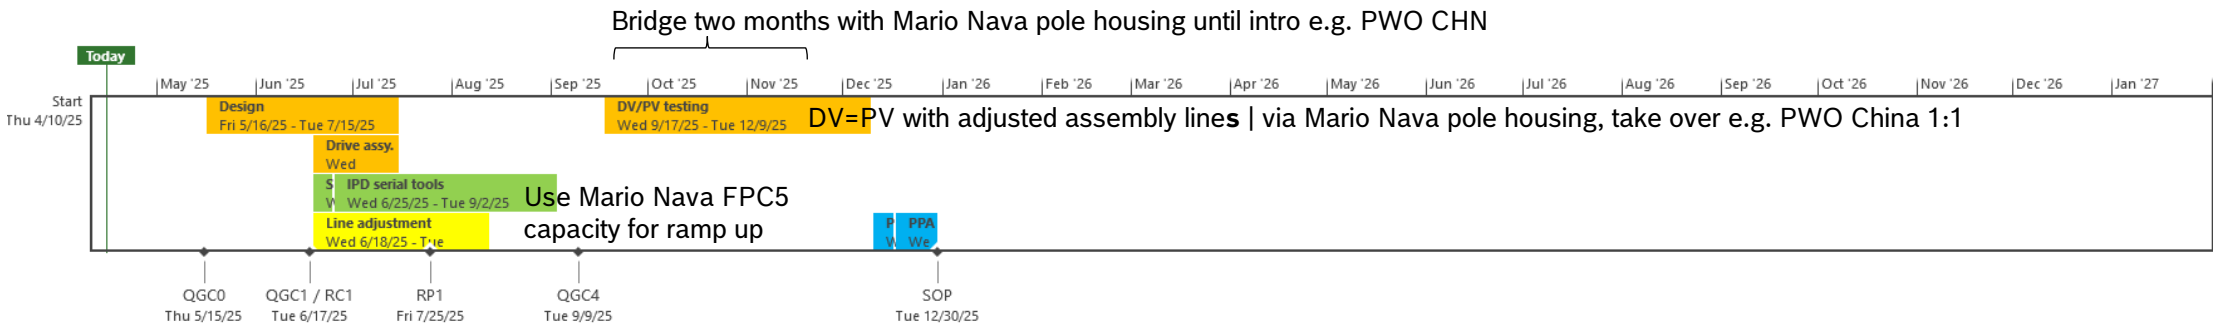 Bridge two months with Mario Nava pole housing until intro e.g. PWO CHN
Today
May '25 Jun '25 Jul '25 Aug '25 Sep '25 Oct '25 Nov '25 Dec '25 Jan '26 Feb '26 Mar '26 Apr '26 May '26 Jun '26 Jul '26 Aug '26 Sep '26 Oct '26 Nov '26 Dec '26 Jan '27
Start
Thu 4/10/25
Design
Fri 5/16/25 - Tue 7/15/25
DV/PV testing
Wed 9/17/25 - Tue 12/9/25
DV=PV with adjusted assembly lines | via Mario Nava pole housing, take over e.g. PWO China 1:1
Drive assy.
Wed
S
W
IPD serial tools
Wed 6/25/25 - Tue 9/2/25
Use Mario Nava FPC5
capacity for ramp up
Line adjustment
Wed 6/18/25 - Tue
P
W
PPA
We
QGC0
Thu 5/15/25
QGC1 / RC1
Tue 6/17/25
RP1
Fri 7/25/25
QGC4
Tue 9/9/25
SOP
Tue 12/30/25